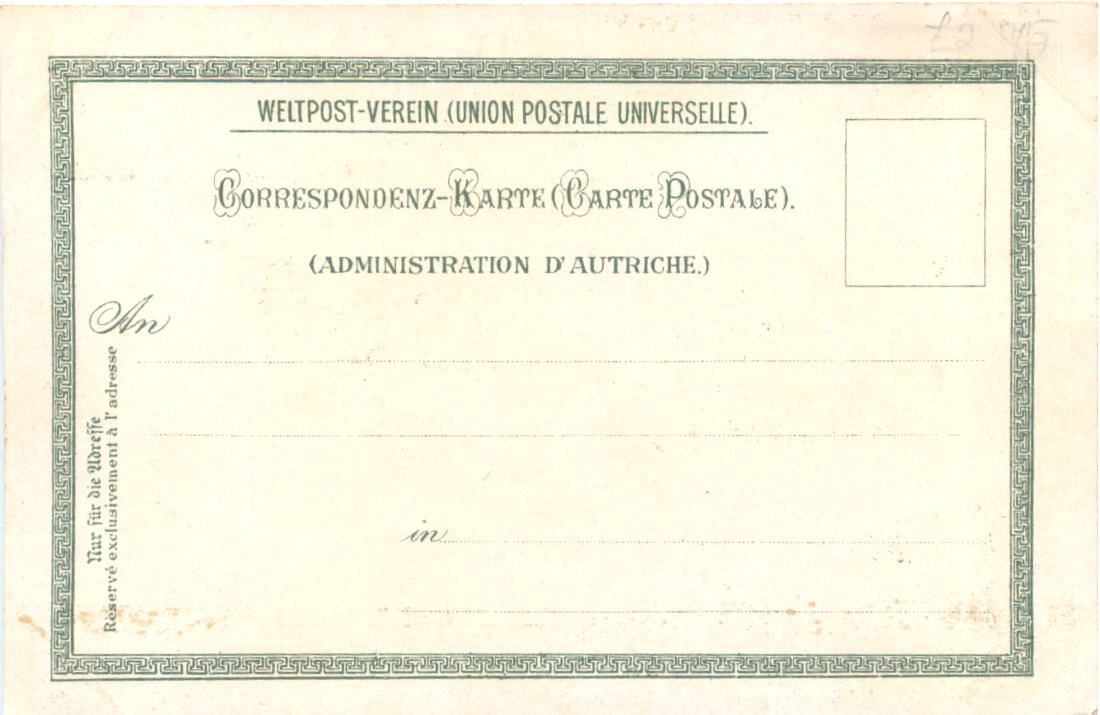 WELTPOST-VEREIN (UNION POSTALE UNIVERSELLE).
CORRESPONDENZ-KARTE (CARTE POSTALE).
(ADMINISTRATION D'AUTRICHE.)
An
Nur für die Adresse
Réservé exclusivement à l'adresse
in